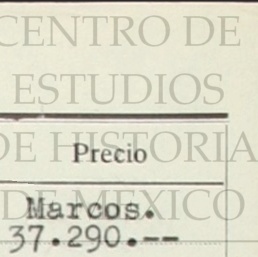 CENTRO DE
ESTUDIOS
DE HISTORIA
Precio
DE MEXICO
Marcos.
37.290.--